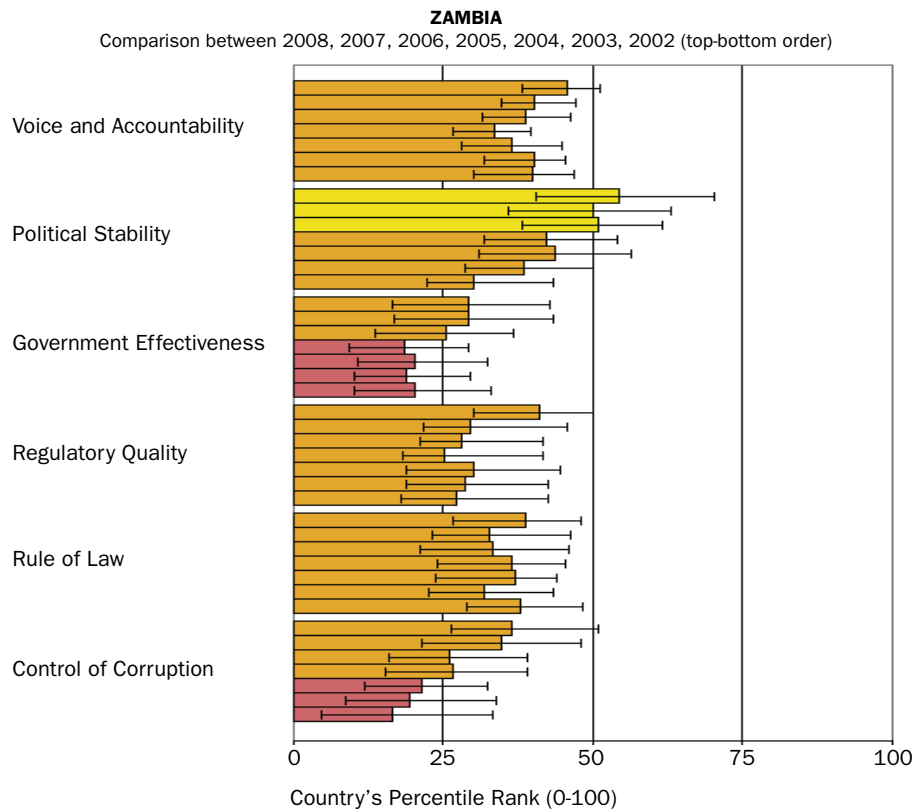 ZAMBIA
Comparison between 2008, 2007, 2006, 2005, 2004, 2003, 2002 (top-bottom order)
Voice and Accountability
Political Stability
Government Effectiveness
Regulatory Quality
Rule of Law
Control of Corruption
0 25 50 75 100
Country's Percentile Rank (0-100)